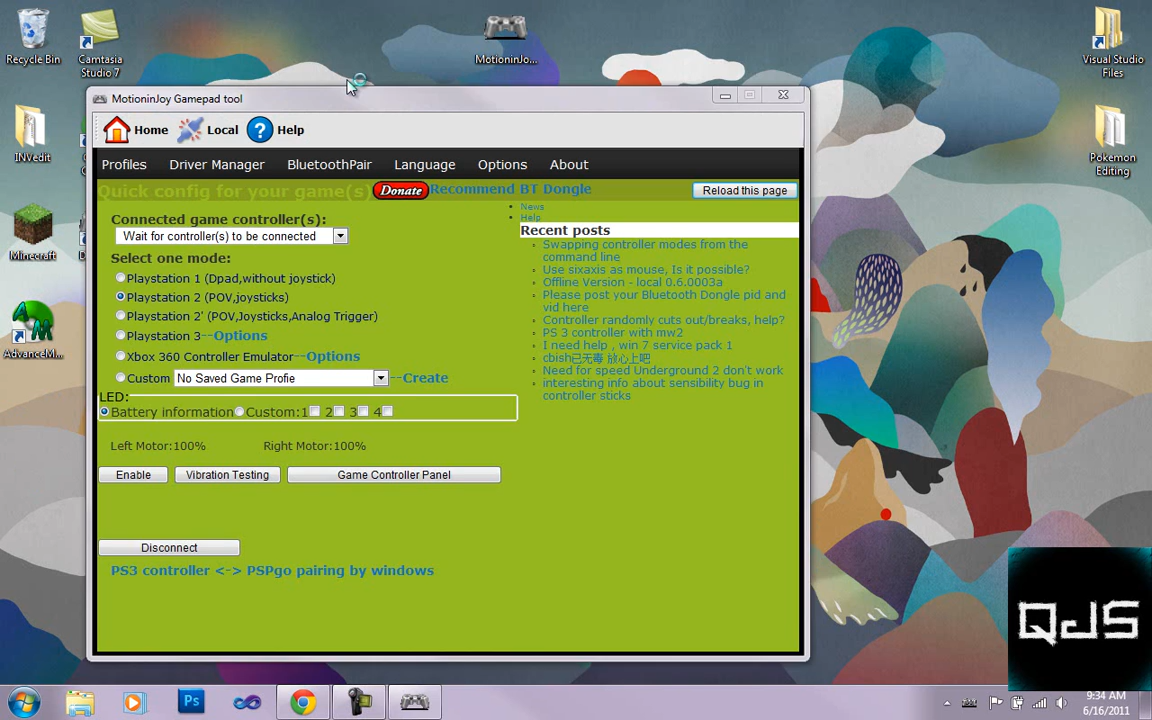 Recycle Bin
Camtasia
Studio 7
MotioninJo...
Visual Studio
Files
INVedit
Pokemon
Editing
Minecraft
AdvanceM...
MotioninJoy Gamepad tool
Home
Local
Help
Profiles
Driver Manager
BluetoothPair
Language
Options
About
Quick config for your game(s)
Donate
Recommend BT Dongle
Reload this page
Connected game controller(s):
Wait for controller(s) to be connected
Select one mode:
Playstation 1 (Dpad,without joystick)
Playstation 2 (POV,joysticks)
Playstation 2' (POV,Joysticks,Analog Trigger)
Playstation 3--Options
Xbox 360 Controller Emulator--Options
Custom No Saved Game Profie --Create
LED:
Battery information Custom:1 2 3 4
Left Motor:100% Right Motor:100%
Enable
Vibration Testing
Game Controller Panel
Disconnect
PS3 controller <-> PSPgo pairing by windows
News
Help
Recent posts
Swapping controller modes from the
command line
Use sixaxis as mouse, Is it possible?
Offline Version - local 0.6.0003a
Please post your Bluetooth Dongle pid and
vid here
Controller randomly cuts out/breaks, help?
PS 3 controller with mw2
I need help , win 7 service pack 1
cbish已无毒 放心上吧
Need for speed Underground 2 don't work
interesting info about sensibility bug in
controller sticks
QJS
Ps
9:34 AM
6/16/2011